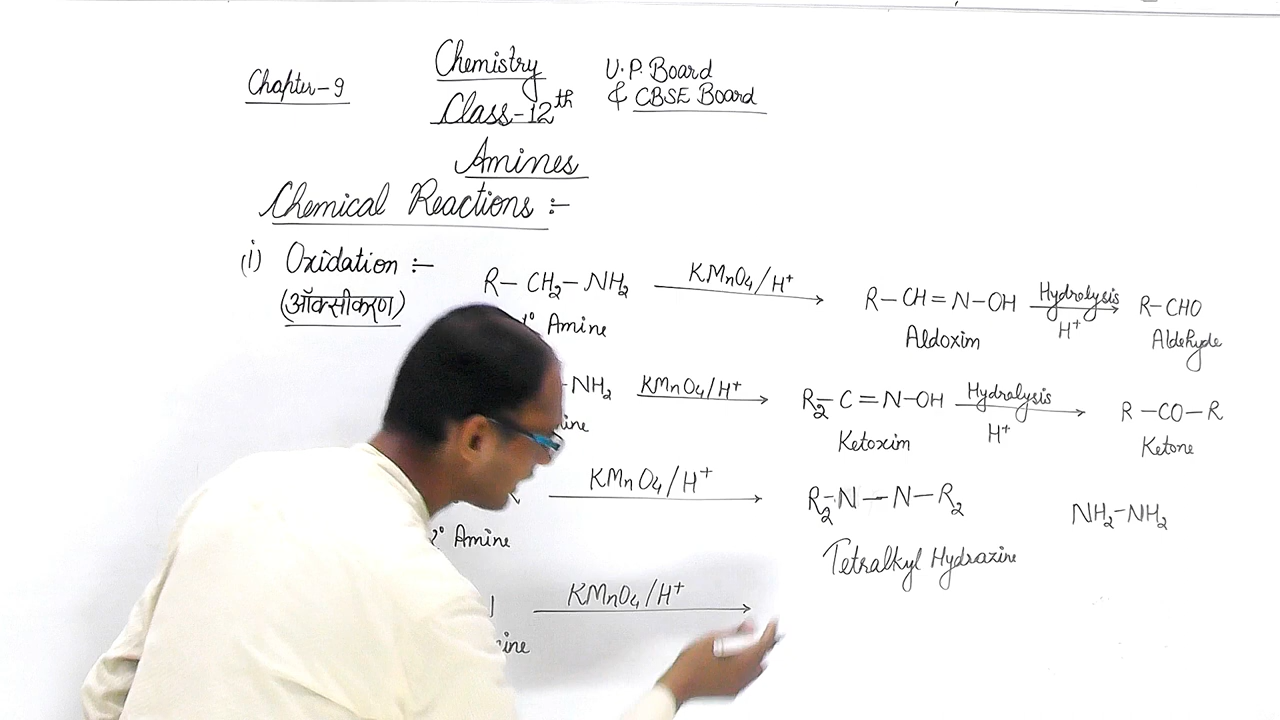 Chapter-9
Chemistry
Class-12th
U.P. Board
& CBSE Board
Amines
Chemical Reactions :-
(i) Oxidation :-
(ऑक्सीकरण)
R-CH₂-NH₂ KMnO₄/H⁺ R-CH=N-OH Hydrolysis H⁺ R-CHO
1° Amine Aldoxim Aldehyde
-NH₂ KMnO₄/H⁺ R₂-C=N-OH Hydrolysis H⁺ R-CO-R
Ketoxim Ketone
KMnO₄/H⁺ R₂-N-N-R₂ NH₂-NH₂
2° Amine Tetralkyl Hydrazine
KMnO₄/H⁺